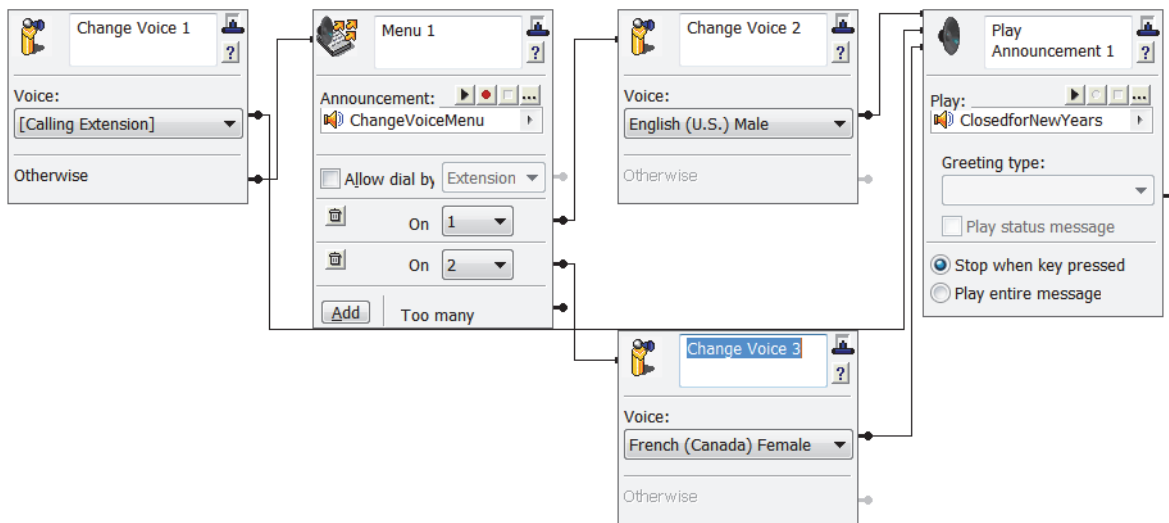 Change Voice 1
?
Voice:
[Calling Extension]
Otherwise
Menu 1
?
Announcement:
...
ChangeVoiceMenu
Allow dial by Extension
On 1
On 2
Add Too many
Change Voice 2
?
Voice:
English (U.S.) Male
Otherwise
Change Voice 3
?
Voice:
French (Canada) Female
Otherwise
Play
Announcement 1
?
Play:
...
ClosedforNewYears
Greeting type:
Play status message
Stop when key pressed
Play entire message